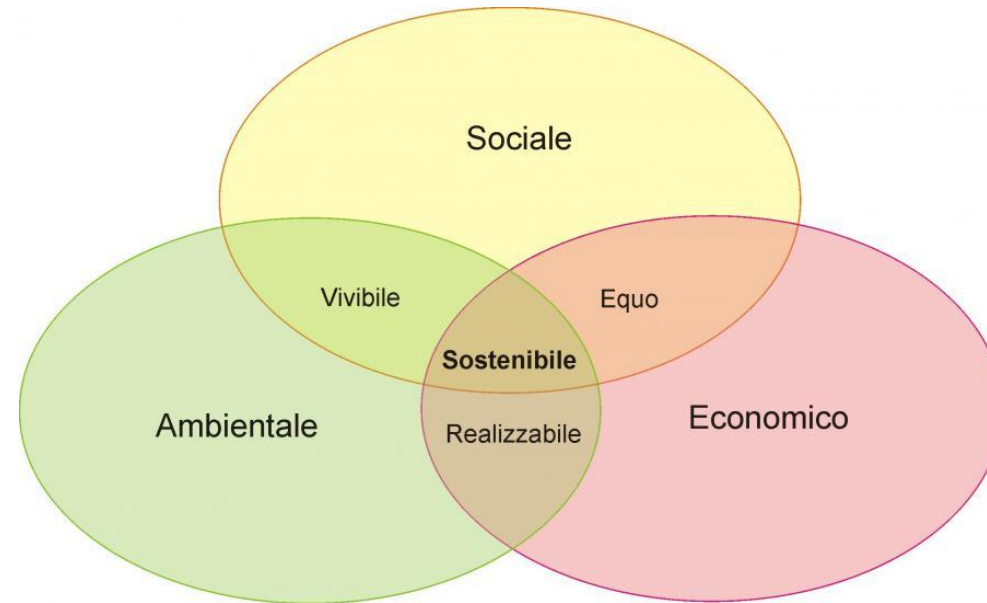 Sociale
Vivibile
Equo
Sostenibile
Ambientale
Economico
Realizzabile